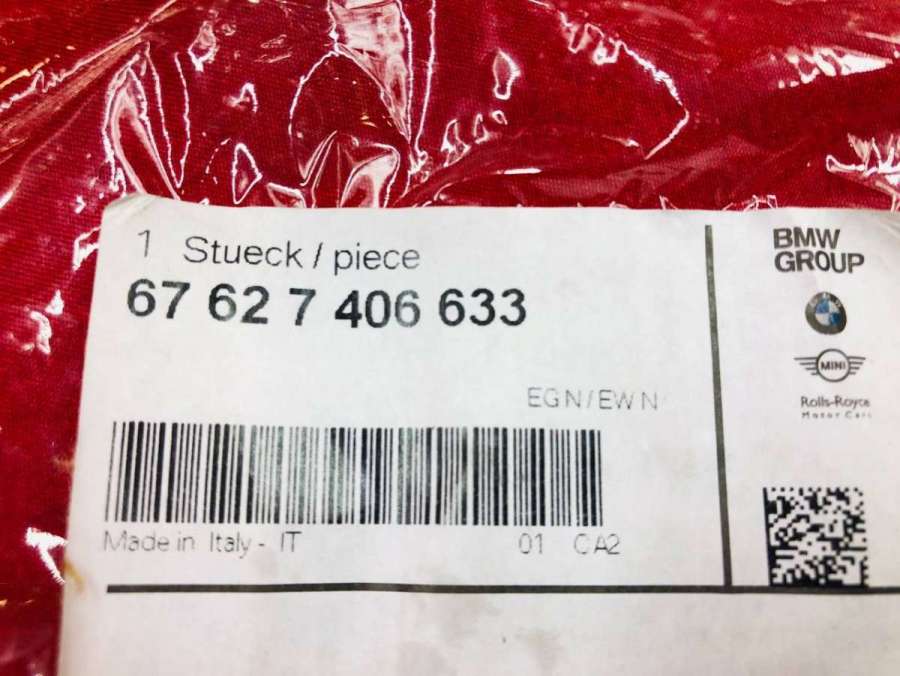 1 Stueck / piece
67 62 7 406 633
EGN/EWN
Made in Italy - IT
01 CA2
BMW
GROUP
MINI
Rolls-Royce
Motor Cars